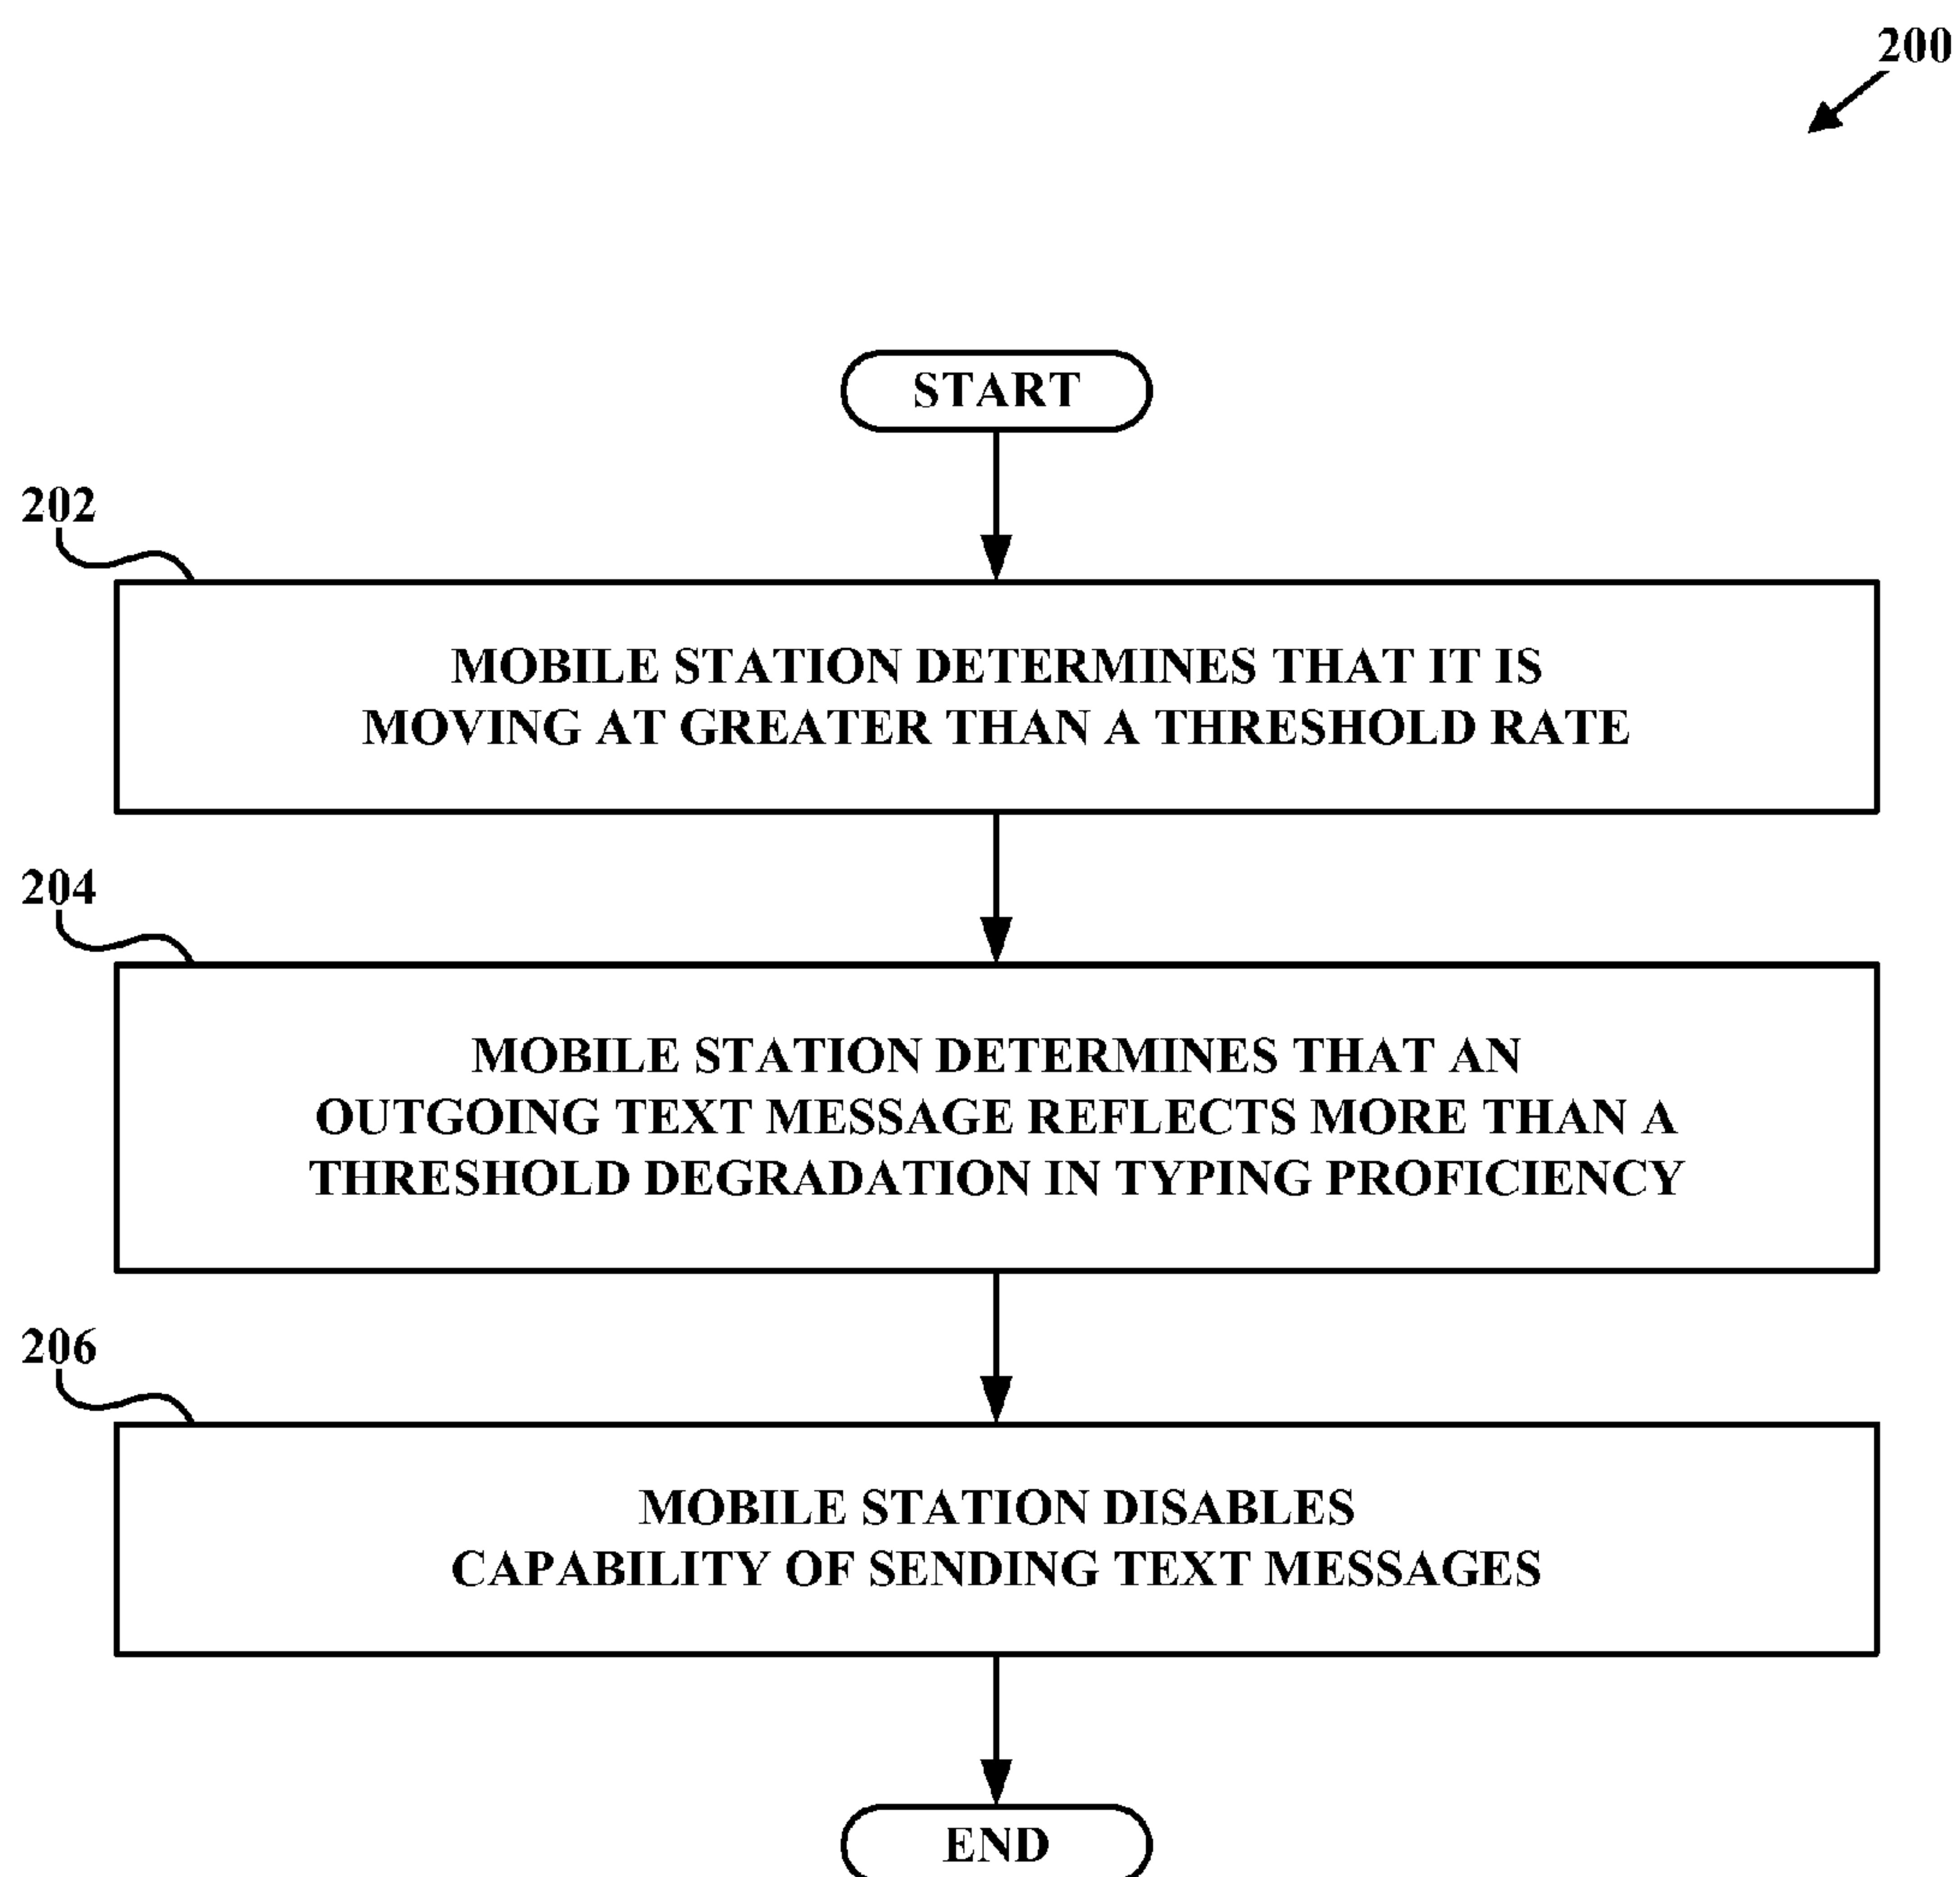 200
START
202
MOBILE STATION DETERMINES THAT IT IS
MOVING AT GREATER THAN A THRESHOLD RATE
204
MOBILE STATION DETERMINES THAT AN
OUTGOING TEXT MESSAGE REFLECTS MORE THAN A
THRESHOLD DEGRADATION IN TYPING PROFICIENCY
206
MOBILE STATION DISABLES
CAPABILITY OF SENDING TEXT MESSAGES
END